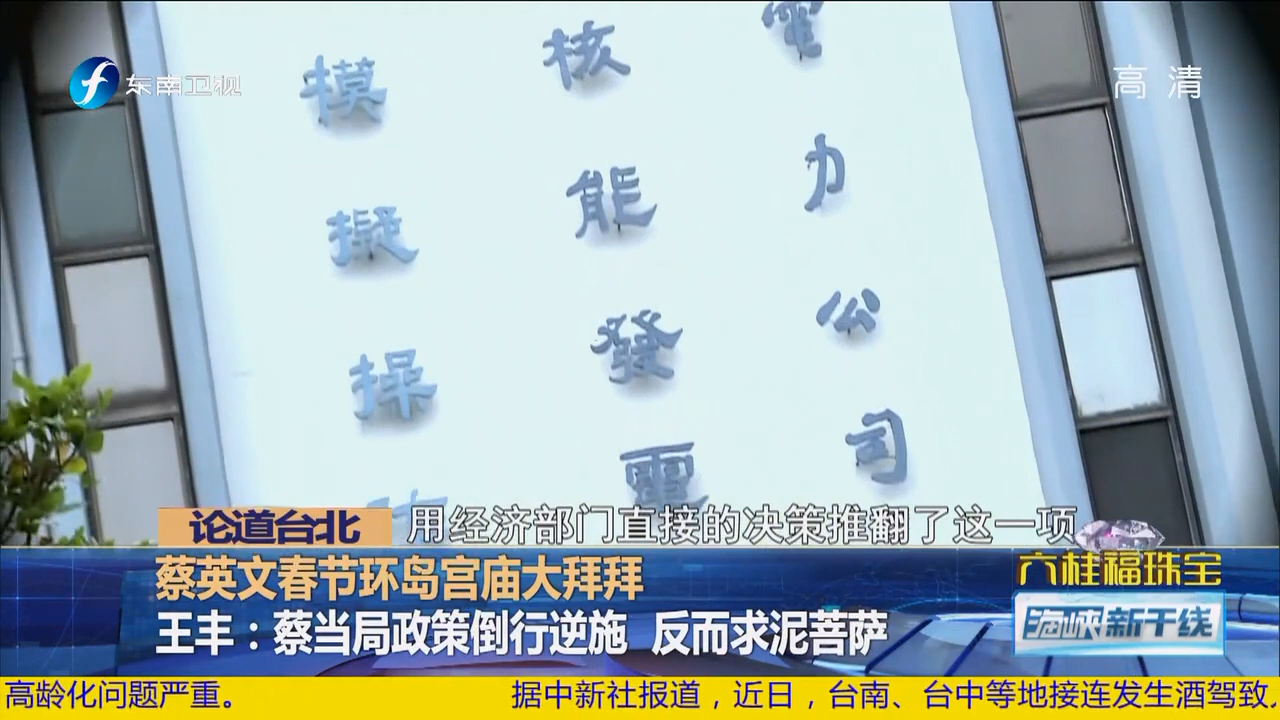 东南卫视
高清
電力公司
核能發電
模擬操
论道台北
用经济部门直接的决策推翻了这一项
蔡英文春节环岛宫庙大拜拜
王丰：蔡当局政策倒行逆施 反而求泥菩萨
六桂福珠宝
海峡新干线
高龄化问题严重。 据中新社报道，近日，台南、台中等地接连发生酒驾致